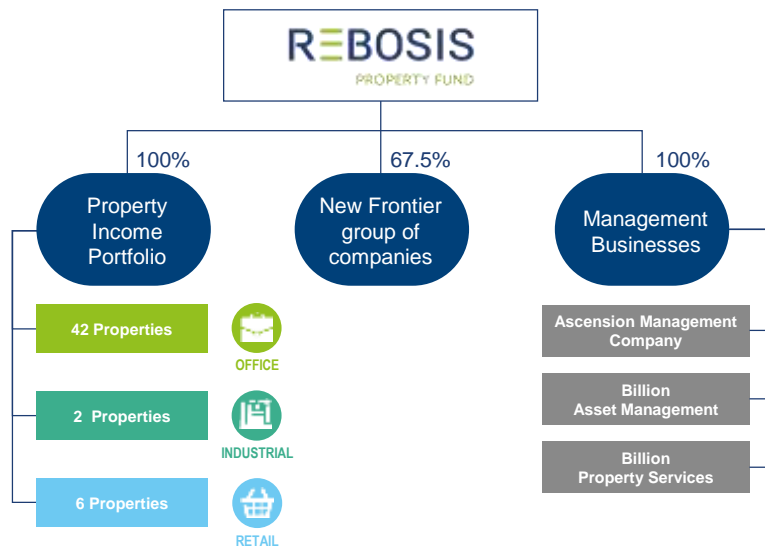 REBOSIS
PROPERTY FUND
100%
67.5%
100%
Property
Income
Portfolio
New Frontier
group of
companies
Management
Businesses
42 Properties
OFFICE
2 Properties
INDUSTRIAL
6 Properties
RETAIL
Ascension Management
Company
Billion
Asset Management
Billion
Property Services